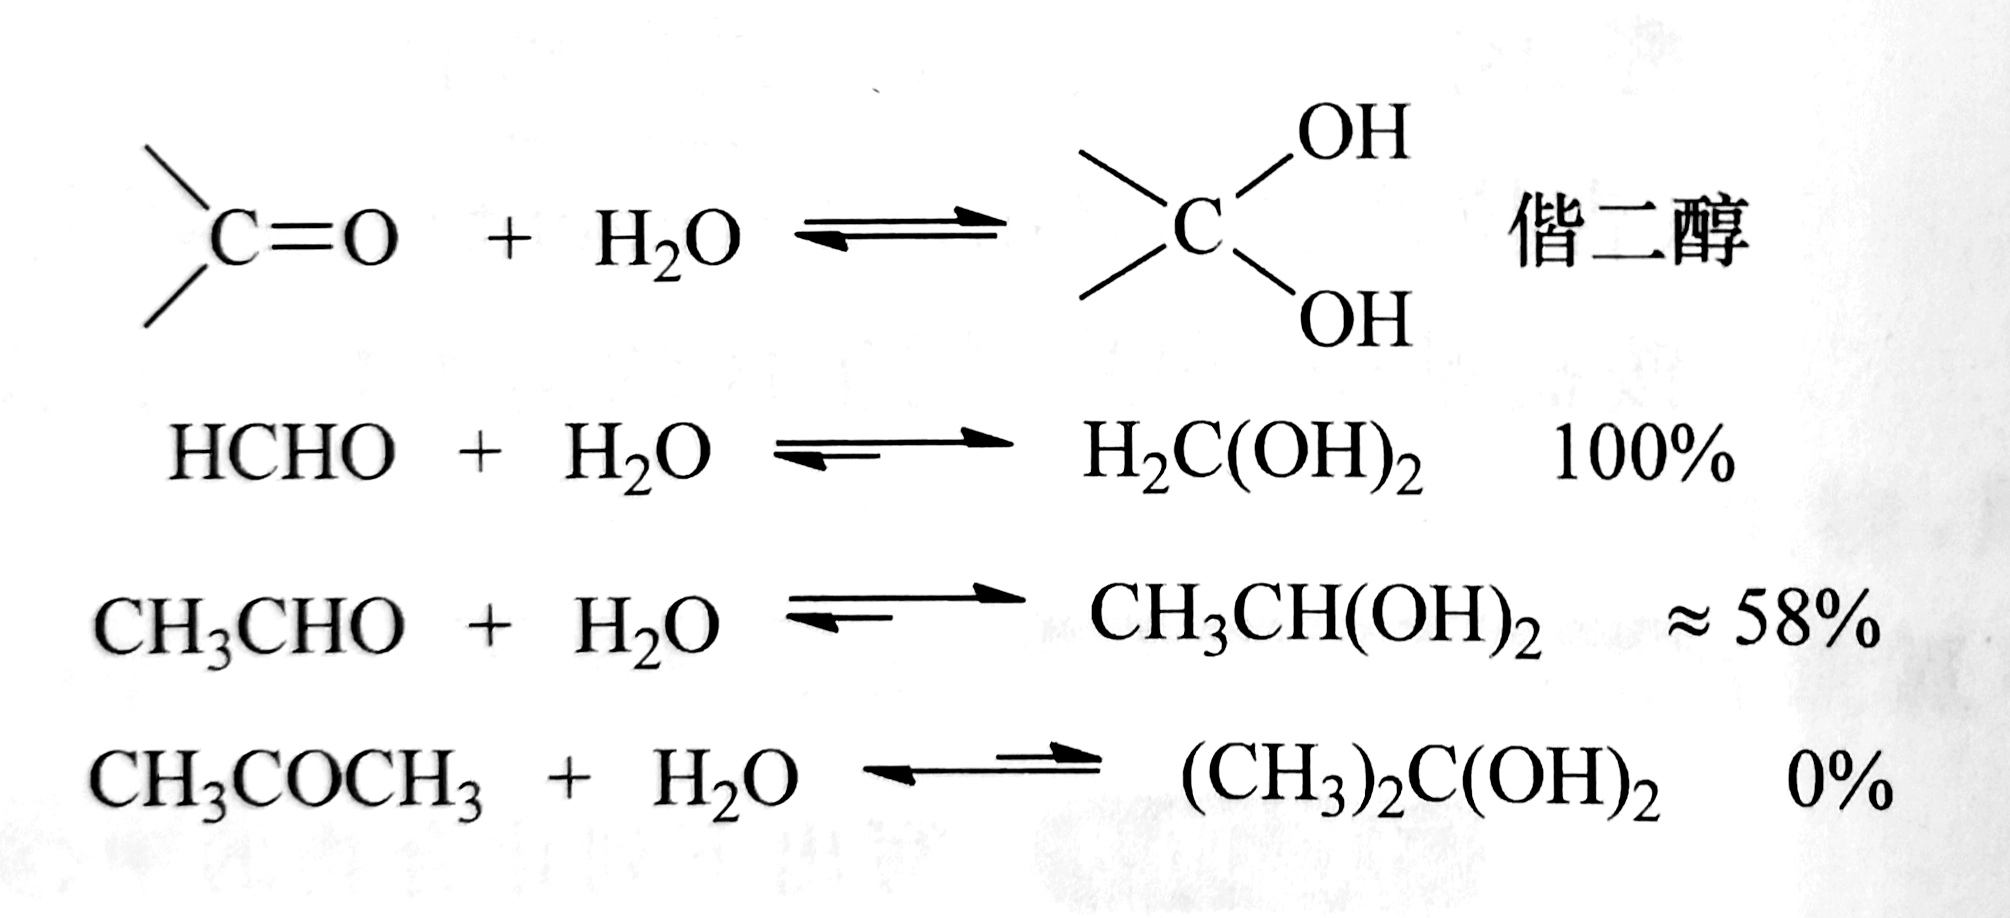 C=O + H₂O ⇌ C OH OH 偕二醇
HCHO + H₂O ⇌ H₂C(OH)₂ 100%
CH₃CHO + H₂O ⇌ CH₃CH(OH)₂ ≈58%
CH₃COCH₃ + H₂O ⇌ (CH₃)₂C(OH)₂ 0%